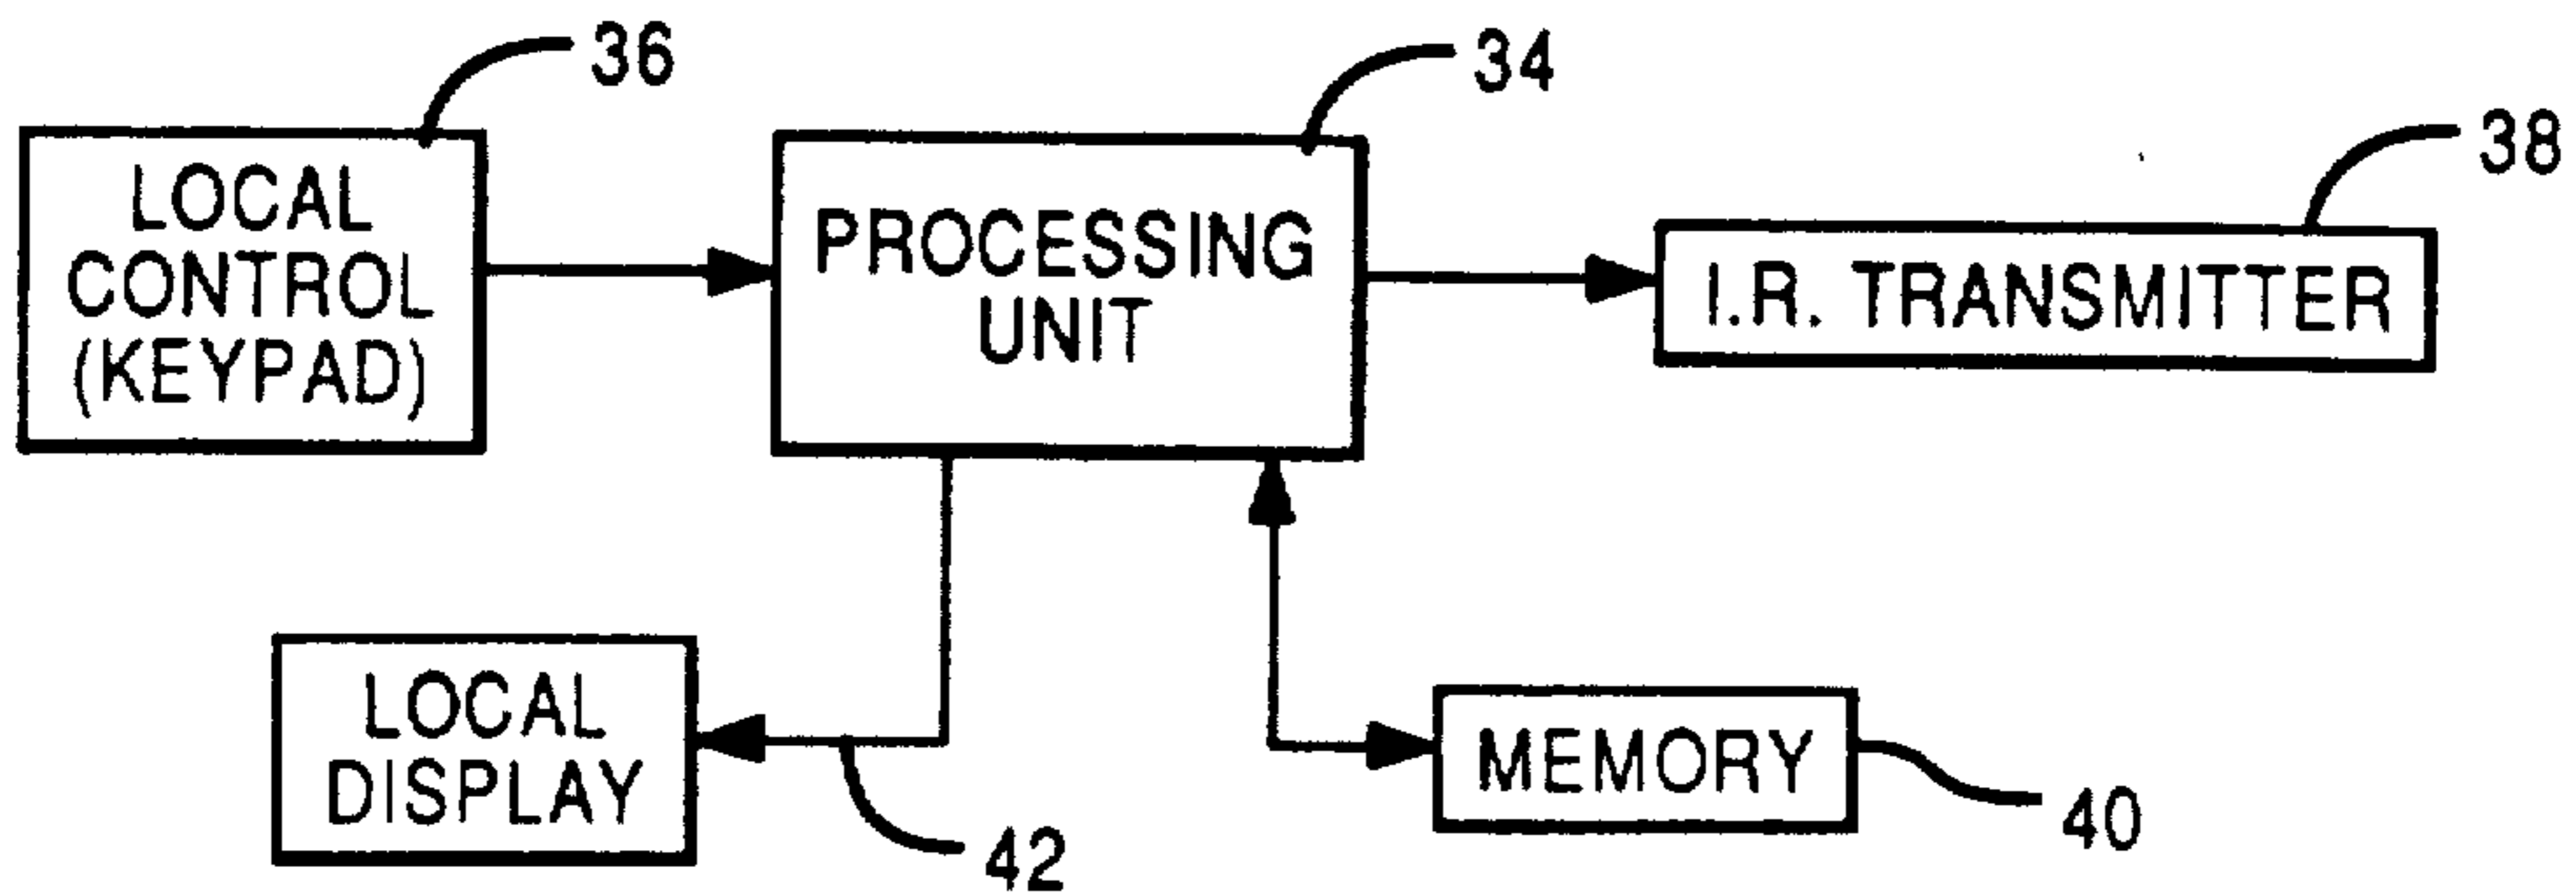 36
34
38
LOCAL
CONTROL
(KEYPAD)
PROCESSING
UNIT
I.R. TRANSMITTER
LOCAL
DISPLAY
42
MEMORY
40